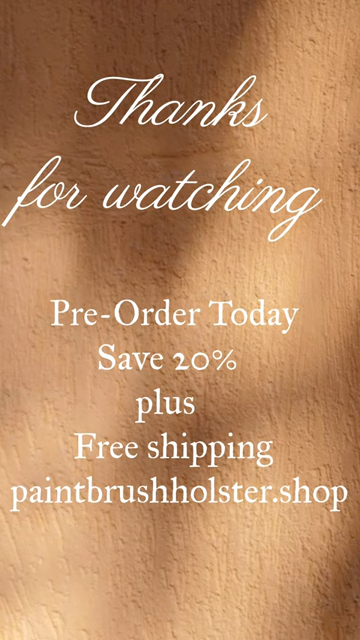 Thanks
for watching
Pre-Order Today
Save 20%
plus
Free shipping
paintbrushholster.shop